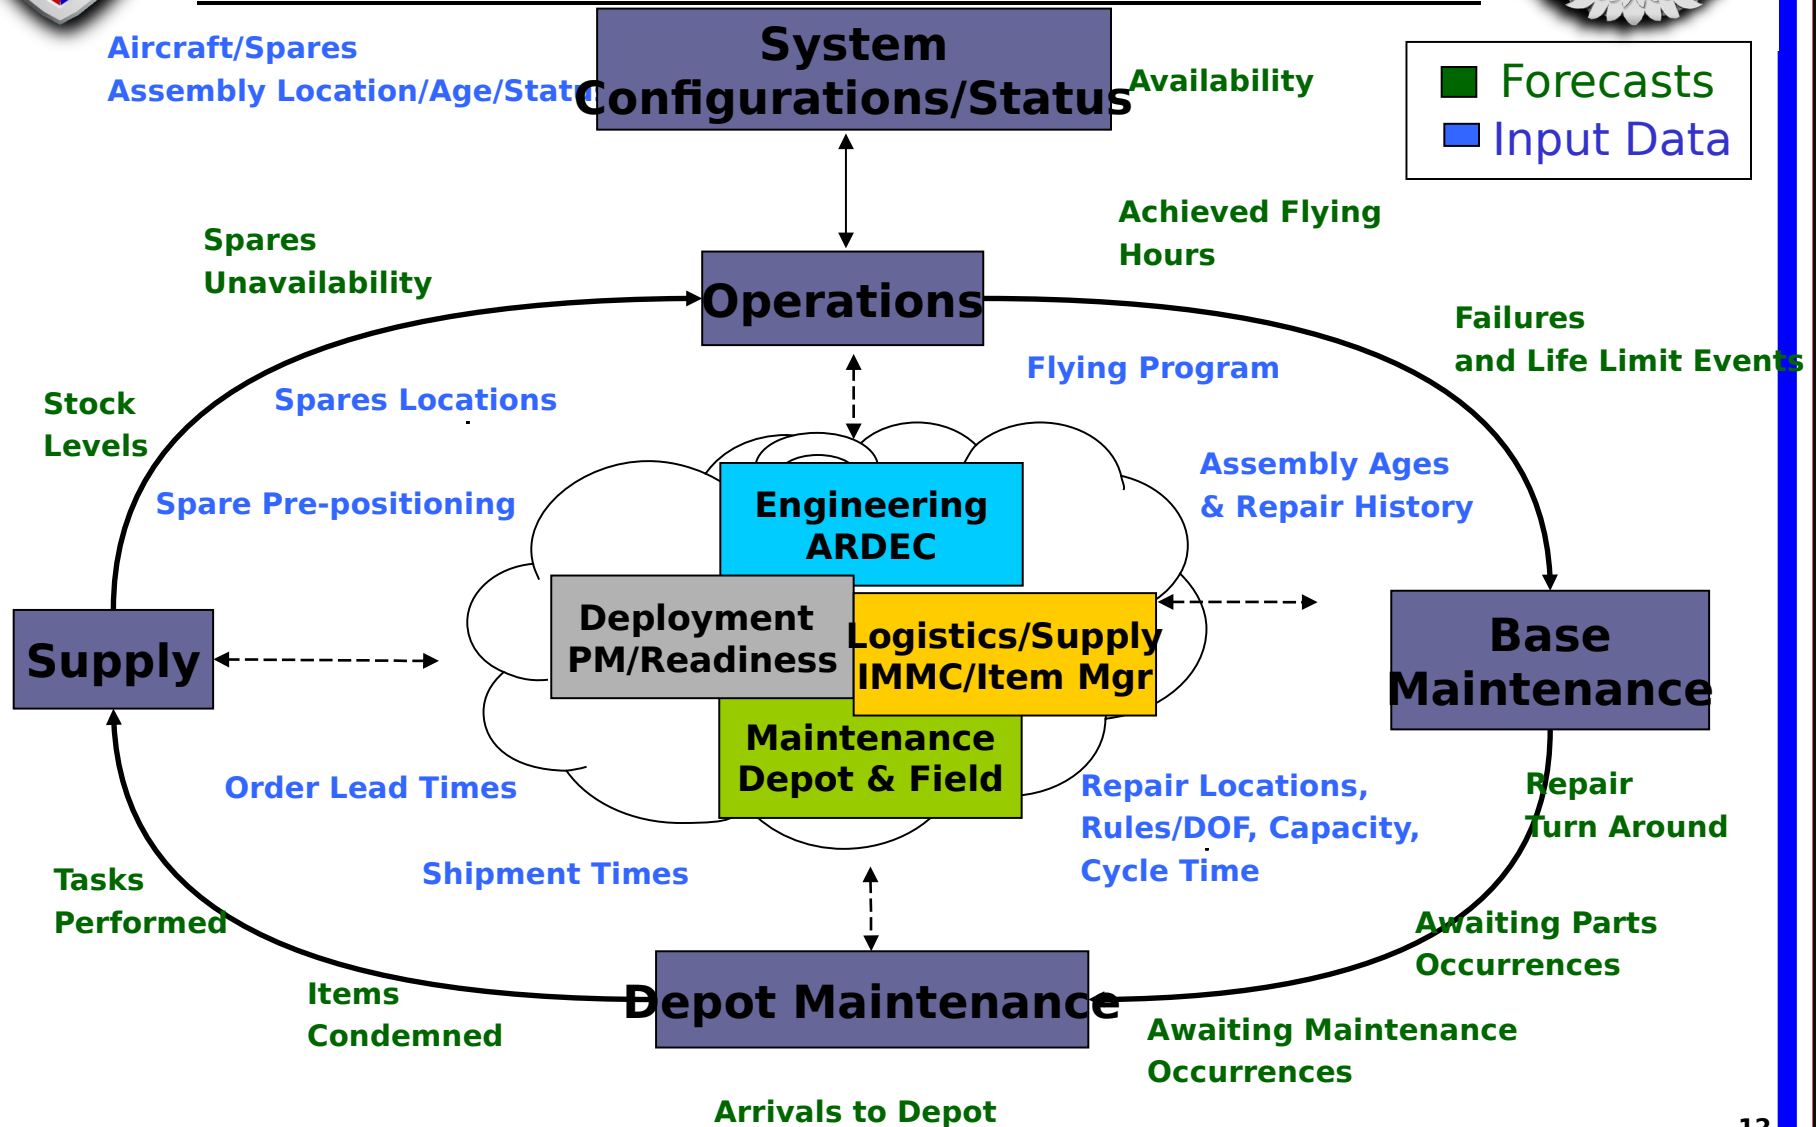 Aircraft/Spares
Assembly Location/Age/Statu
System
Configurations/Status
Availability
Forecasts
Input Data
Achieved Flying
Hours
Spares
Unavailability
Operations
Failures
and Life Limit Events
Flying Program
Spares Locations
Stock
Levels
Assembly Ages
& Repair History
Spare Pre-positioning
Engineering
ARDEC
Deployment
PM/Readiness
Logistics/Supply
IMMC/Item Mgr
Supply
Base
Maintenance
Maintenance
Depot & Field
Order Lead Times
Repair Locations,
Rules/DOF, Capacity,
Cycle Time
Repair
Turn Around
Shipment Times
Tasks
Performed
Awaiting Parts
Occurrences
Items
Condemned
Depot Maintenance
Awaiting Maintenance
Occurrences
Arrivals to Depot